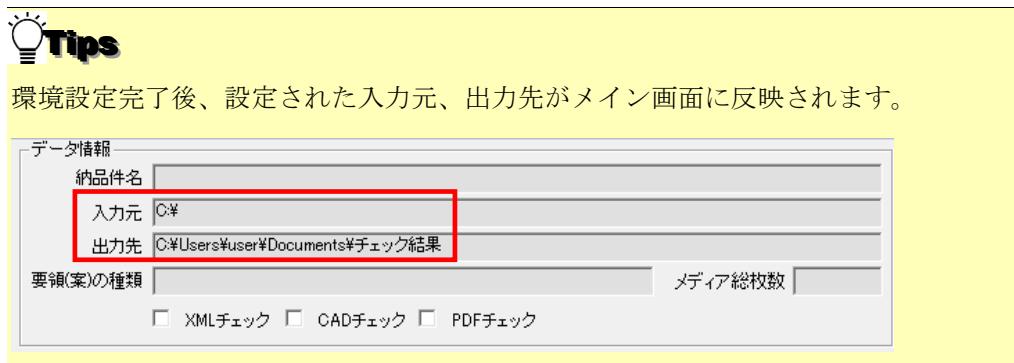 Tips
環境設定完了後、設定された入力元、出力先がメイン画面に反映されます。
データ情報
納品件名
入力元 C:¥
出力先 C:¥Users¥user¥Documents¥チェック結果
要領(案)の種類 メディア総枚数
XMLチェック CADチェック PDFチェック